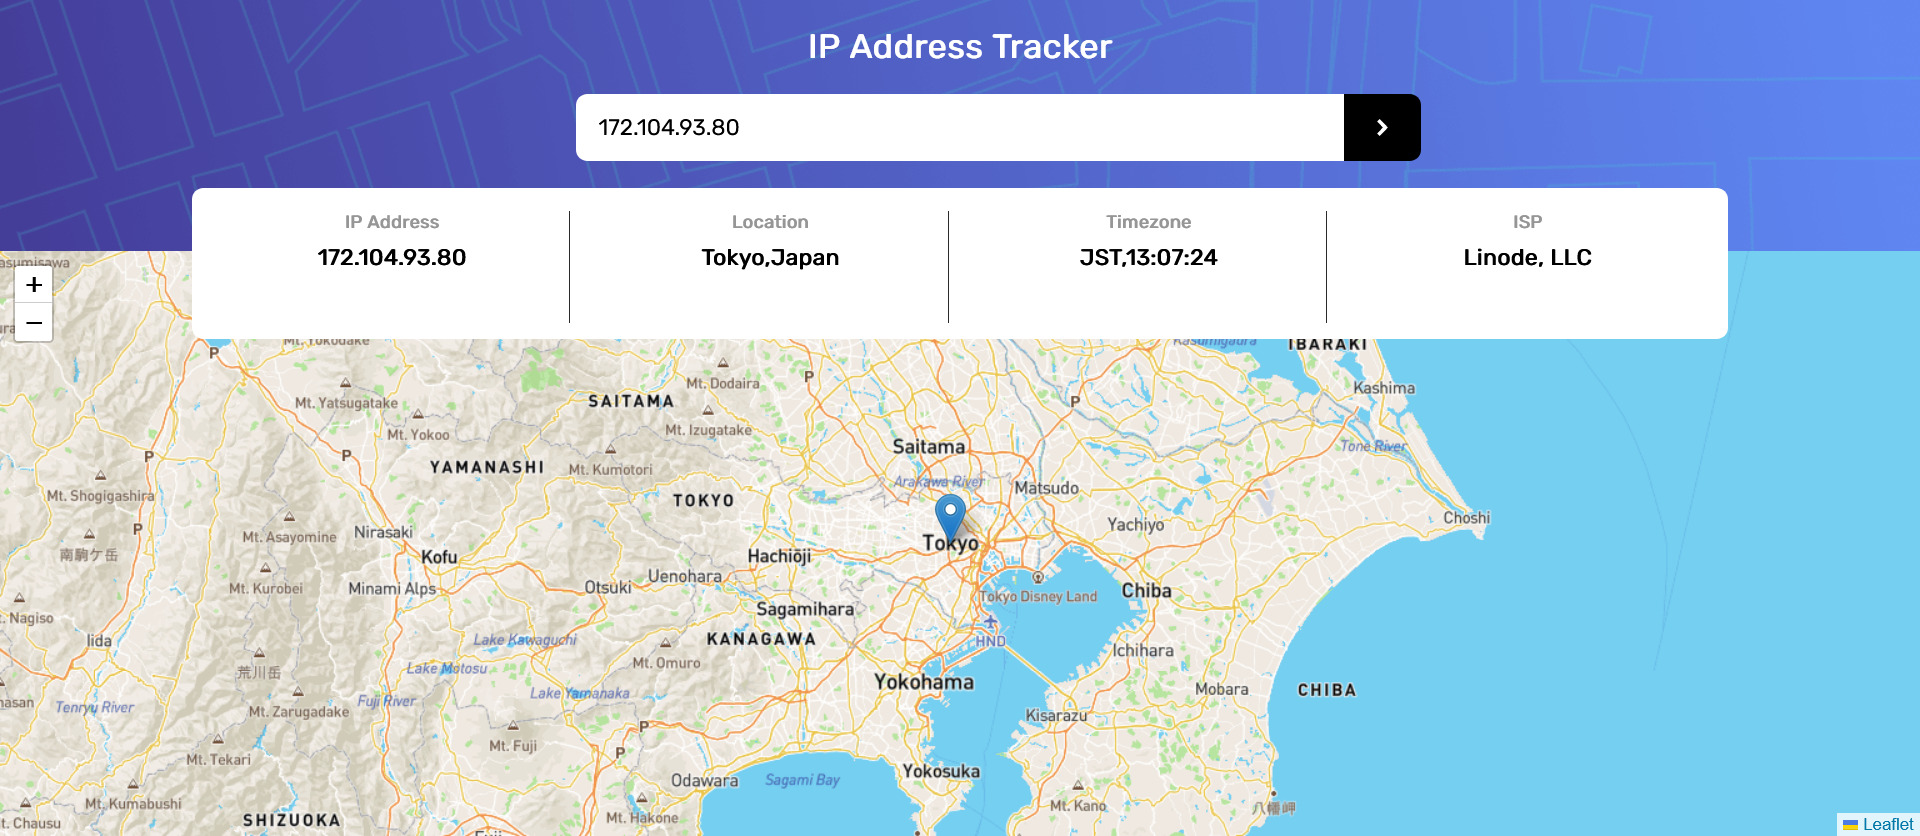 IP Address Tracker
172.104.93.80
IP Address
172.104.93.80
Location
Tokyo,Japan
Timezone
JST,13:07:24
ISP
Linode, LLC
+
−
Kasumigaura
IBARAKI
P
Mt. Dodaira
P
Kashima
Mt. Yatsugatake
SAITAMA
P
Mt. Yokoo
Mt. Izugatake
Saitama
Tone River
P
P
YAMANASHI
Mt. Kumotori
Arakawa River
Mt. Shogigashira
TOKYO
Matsudo
Choshi
P
Mt. Asayomine
Nirasaki
Yachiyo
南駒ケ岳
Kofu
Hachiōji
Tokyo
Mt. Kurobei
Minami Alps
Otsuki
Uenohara
Chiba
Tokyo Disney Land
Mt. Nagiso
Sagamihara
Iida
Lake Kawaguchi
KANAGAWA
HND
Ichihara
荒川岳
Lake Motosu
Mt. Omuro
Yokohama
Mobara
CHIBA
Tenryu River
Mt. Zarugadake
Fuji River
Lake Yamanaka
Kisarazu
P
Mt. Fuji
P
Mt. Tekari
Odawara
Sagami Bay
Yokosuka
Mt. Kumabushi
Mt. Kano
八幡岬
t. Chausu
SHIZUOKA
Mt. Hakone
Leaflet